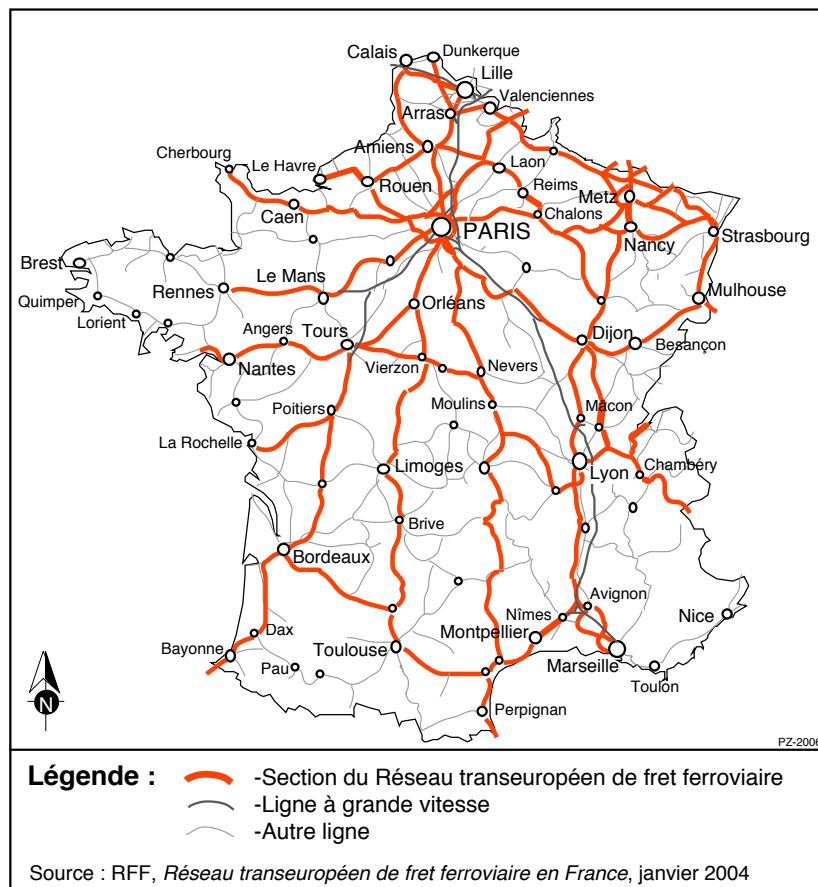 Calais
Dunkerque
Lille
Valenciennes
Arras
Amiens
Cherbourg
Le Havre
Rouen
Laon
Reims
Metz
Caen
Chalons
PARIS
Nancy
Strasbourg
Brest
Rennes
Le Mans
Quimper
Lorient
Orléans
Mulhouse
Angers
Tours
Dijon
Besançon
Nantes
Vierzon
Nevers
Poitiers
Moulins
Mâcon
La Rochelle
Limoges
Lyon
Chambéry
Brive
Bordeaux
Avignon
Nîmes
Nice
Dax
Montpellier
Bayonne
Toulouse
Marseille
Pau
Toulon
N
Perpignan
PZ-2006
Légende :
-Section du Réseau transeuropéen de fret ferroviaire
-Ligne à grande vitesse
-Autre ligne
Source : RFF, Réseau transeuropéen de fret ferroviaire en France, janvier 2004